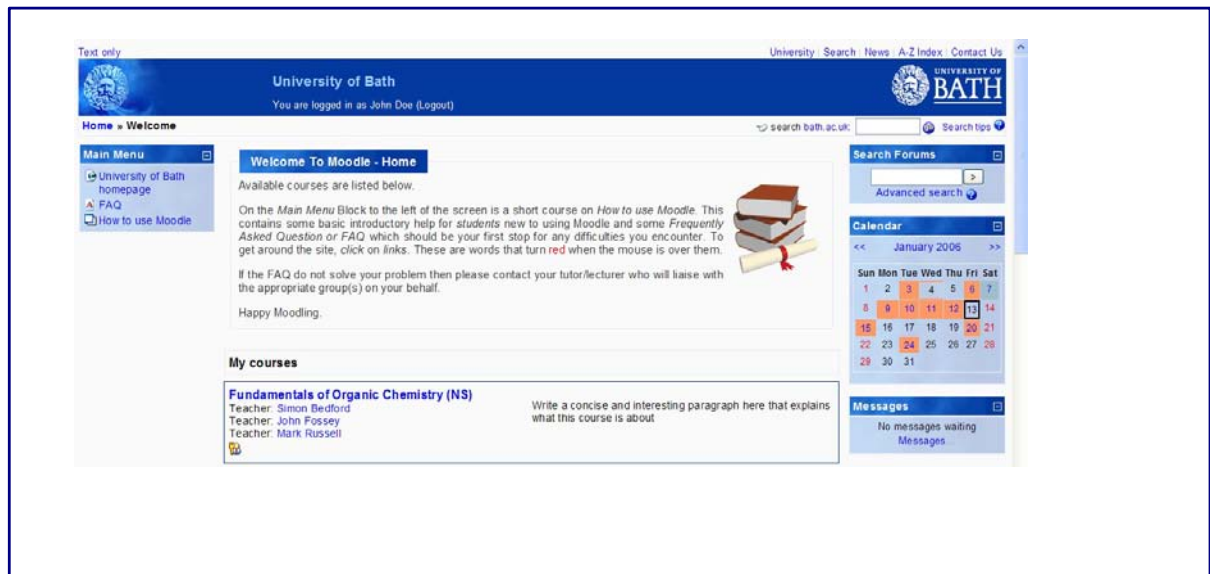 Text only
University Search News A-Z Index Contact Us
University of Bath
You are logged in as John Doe (Logout)
UNIVERSITY OF
BATH
Home » Welcome
search bath.ac.uk:
Search tips
Main Menu
University of Bath
homepage
FAQ
How to use Moodle
Welcome To Moodle - Home
Available courses are listed below.
On the Main Menu Block to the left of the screen is a short course on How to use Moodle. This
contains some basic introductory help for students new to using Moodle and some Frequently
Asked Question or FAQ which should be your first stop for any difficulties you encounter. To
get around the site, click on links. These are words that turn red when the mouse is over them.
If the FAQ do not solve your problem then please contact your tutor/lecturer who will liaise with
the appropriate group(s) on your behalf.
Happy Moodling.
My courses
Fundamentals of Organic Chemistry (NS)
Teacher: Simon Bedford
Teacher: John Fossey
Teacher: Mark Russell
Write a concise and interesting paragraph here that explains
what this course is about
Search Forums
>
Advanced search
Calendar
<< January 2006 >>
Sun Mon Tue Wed Thu Fri Sat
1 2 3 4 5 6 7
8 9 10 11 12 13 14
15 16 17 18 19 20 21
22 23 24 25 26 27 28
29 30 31
Messages
No messages waiting
Messages...